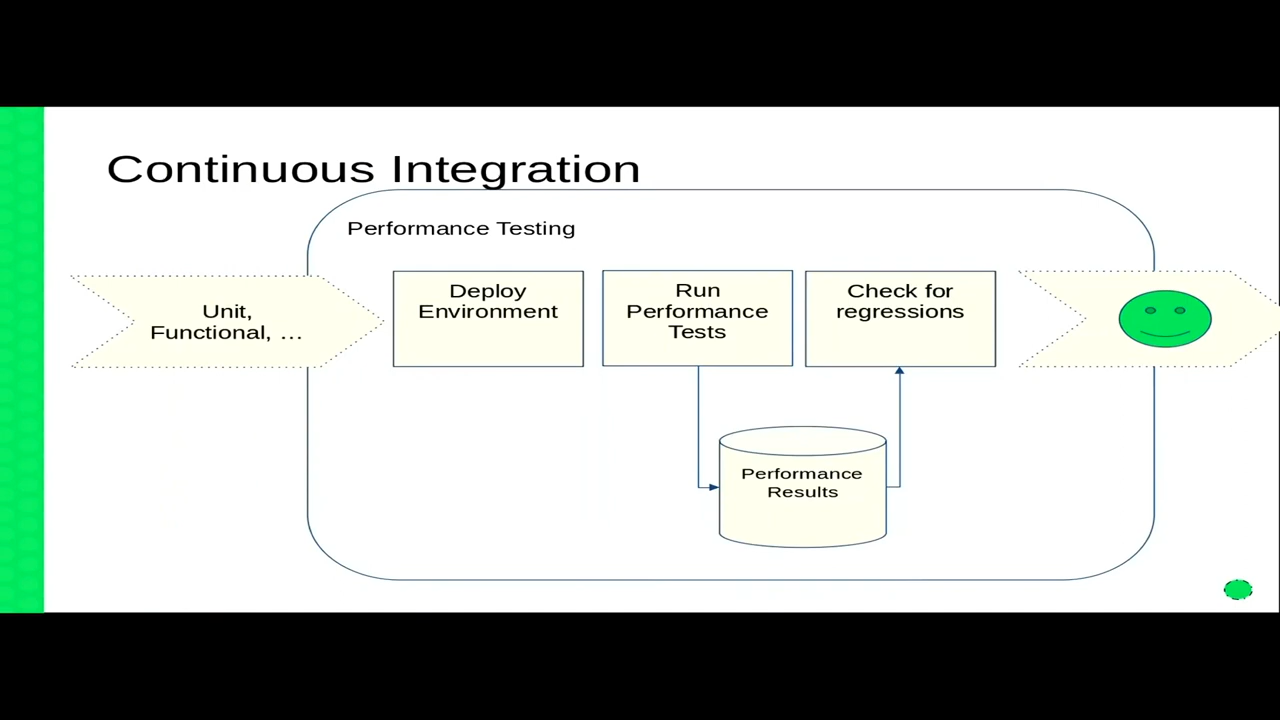 Continuous Integration
Performance Testing
Unit,
Functional, …
Deploy
Environment
Run
Performance
Tests
Check for
regressions
Performance
Results